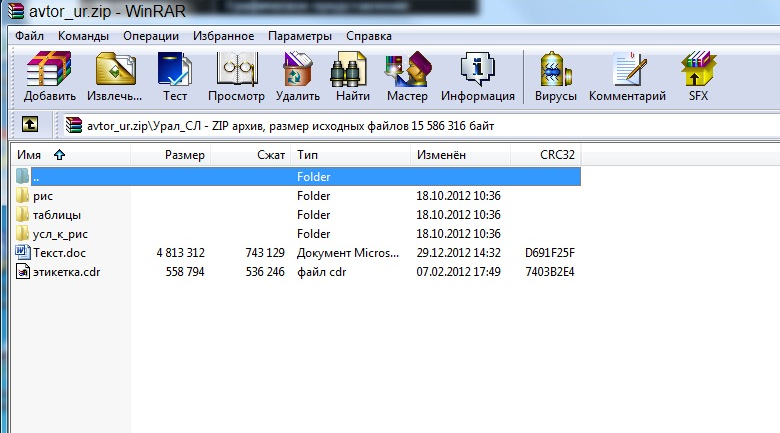 avtor_ur.zip - WinRAR
Файл Команды Операции Избранное Параметры Справка
Добавить Извлечь... Тест Просмотр Удалить Найти Мастер Информация Вирусы Комментарий SFX
avtor_ur.zip\Урал_СЛ - ZIP архив, размер исходных файлов 15 586 316 байт
Имя Размер Сжат Тип Изменён CRC32
.. Folder
рис Folder 18.10.2012 10:36
таблицы Folder 18.10.2012 10:36
усл_к_рис Folder 18.10.2012 10:36
Текст.doc 4 813 312 743 129 Документ Micros... 29.12.2012 14:32 D691F25F
этикетка.cdr 558 794 536 246 файл cdr 07.02.2012 17:49 7403B2E4